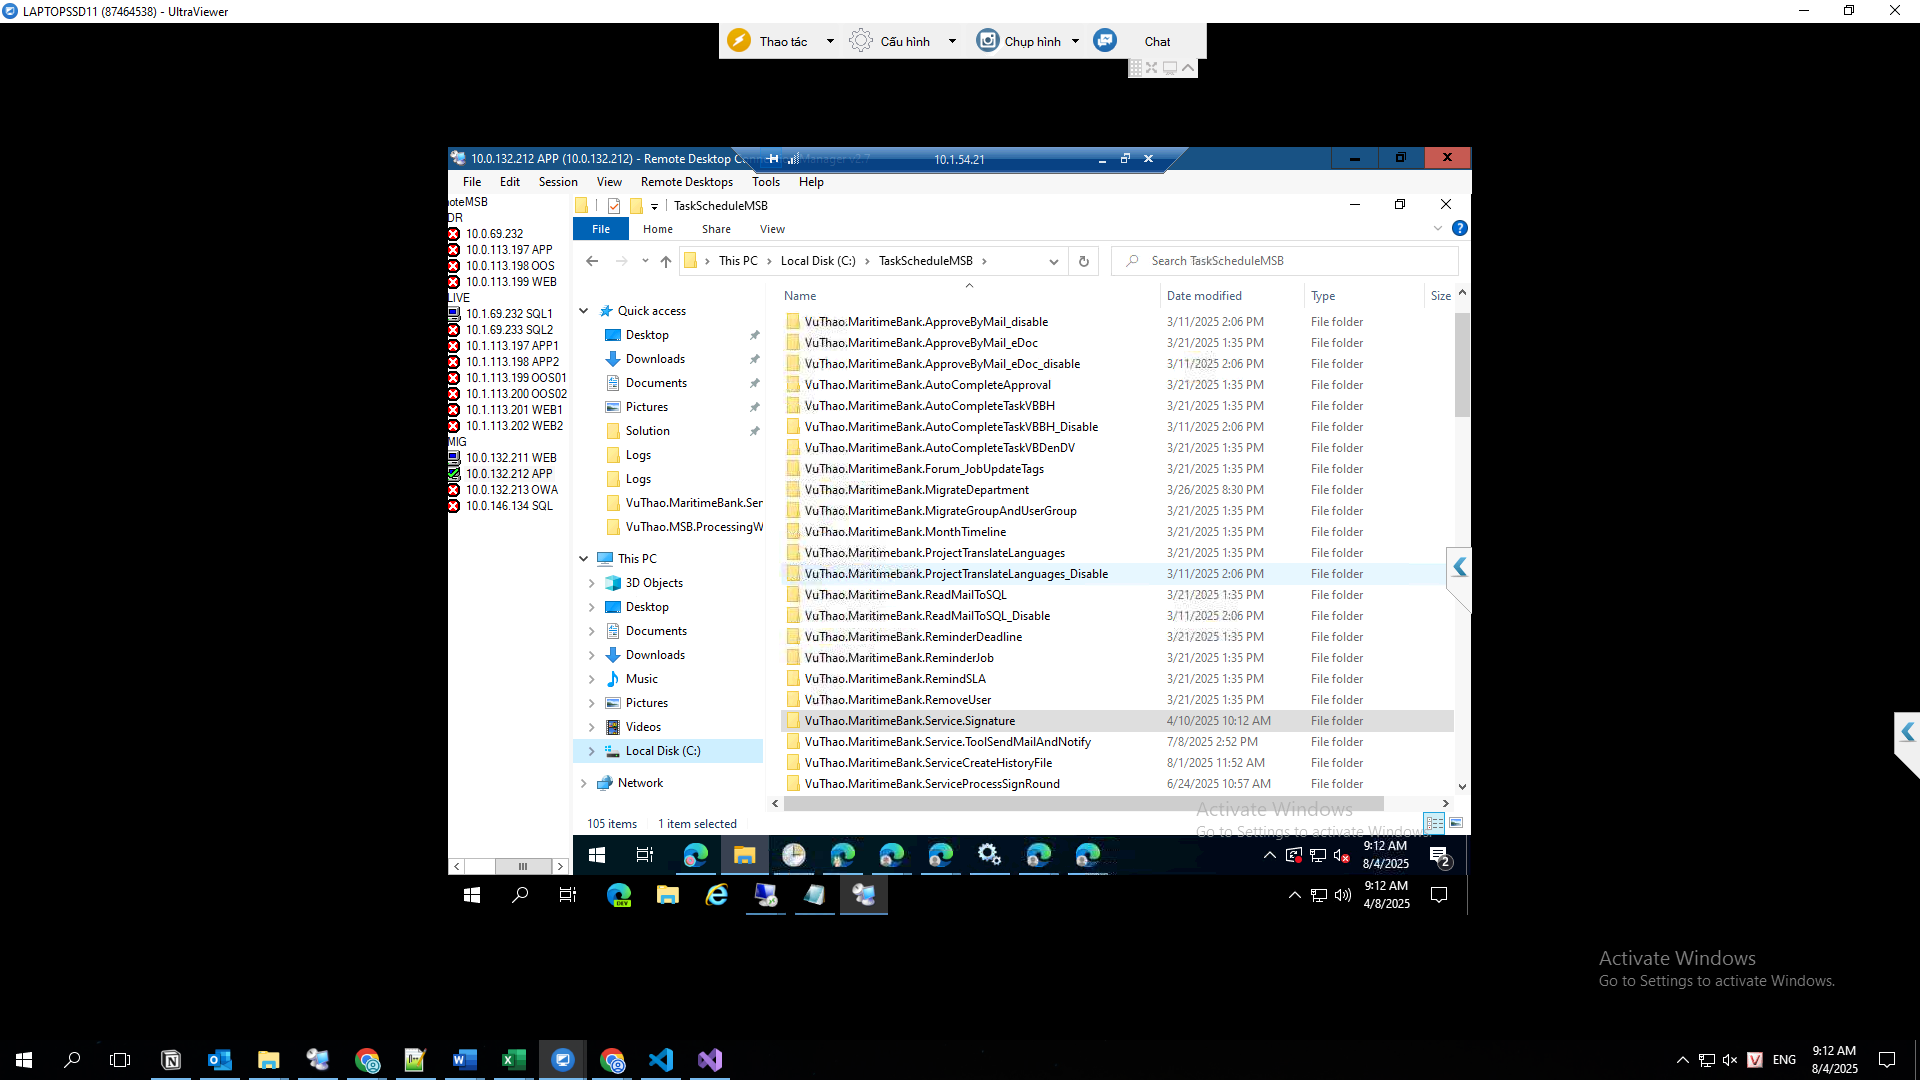 LAPTOPSSD11 (87464538) - UltraViewer
Thao tác
Cấu hình
Chụp hình
Chat
10.0.132.212 APP (10.0.132.212) - Remote Desktop Connection Manager v2.7
10.1.54.21
File Edit Session View Remote Desktops Tools Help
oteMSB
DR
10.0.69.232
10.0.113.197 APP
10.0.113.198 OOS
10.0.113.199 WEB
LIVE
10.1.69.232 SQL1
10.1.69.233 SQL2
10.1.113.197 APP1
10.1.113.198 APP2
10.1.113.199 OOS01
10.1.113.200 OOS02
10.1.113.201 WEB1
10.1.113.202 WEB2
MIG
10.0.132.211 WEB
10.0.132.212 APP
10.0.132.213 OWA
10.0.146.134 SQL
TaskScheduleMSB
File Home Share View
This PC > Local Disk (C:) > TaskScheduleMSB >
Search TaskScheduleMSB
Quick access
Desktop
Downloads
Documents
Pictures
Solution
Logs
Logs
VuThao.MaritimeBank.Ser
VuThao.MSB.ProcessingW
This PC
3D Objects
Desktop
Documents
Downloads
Music
Pictures
Videos
Local Disk (C:)
Network
Name Date modified Type Size
VuThao.MaritimeBank.ApproveByMail_disable 3/11/2025 2:06 PM File folder
VuThao.MaritimeBank.ApproveByMail_eDoc 3/21/2025 1:35 PM File folder
VuThao.MaritimeBank.ApproveByMail_eDoc_disable 3/11/2025 2:06 PM File folder
VuThao.MaritimeBank.AutoCompleteApproval 3/21/2025 1:35 PM File folder
VuThao.MaritimeBank.AutoCompleteTaskVBBH 3/21/2025 1:35 PM File folder
VuThao.MaritimeBank.AutoCompleteTaskVBBH_Disable 3/11/2025 2:06 PM File folder
VuThao.MaritimeBank.AutoCompleteTaskVBDenDV 3/21/2025 1:35 PM File folder
VuThao.MaritimeBank.Forum_JobUpdateTags 3/21/2025 1:35 PM File folder
VuThao.MaritimeBank.MigrateDepartment 3/26/2025 8:30 PM File folder
VuThao.MaritimeBank.MigrateGroupAndUserGroup 3/21/2025 1:35 PM File folder
VuThao.MaritimeBank.MonthTimeline 3/21/2025 1:35 PM File folder
VuThao.Maritimebank.ProjectTranslateLanguages 3/21/2025 1:35 PM File folder
VuThao.Maritimebank.ProjectTranslateLanguages_Disable 3/11/2025 2:06 PM File folder
VuThao.MaritimeBank.ReadMailToSQL 3/21/2025 1:35 PM File folder
VuThao.MaritimeBank.ReadMailToSQL_Disable 3/11/2025 2:06 PM File folder
VuThao.MaritimeBank.ReminderDeadline 3/21/2025 1:35 PM File folder
VuThao.MaritimeBank.ReminderJob 3/21/2025 1:35 PM File folder
VuThao.MaritimeBank.RemindSLA 3/21/2025 1:35 PM File folder
VuThao.MaritimeBank.RemoveUser 3/21/2025 1:35 PM File folder
VuThao.MaritimeBank.Service.Signature 4/10/2025 10:12 AM File folder
VuThao.MaritimeBank.Service.ToolSendMailAndNotify 7/8/2025 2:52 PM File folder
VuThao.MaritimeBank.ServiceCreateHistoryFile 8/1/2025 11:52 AM File folder
VuThao.MaritimeBank.ServiceProcessSignRound 6/24/2025 10:57 AM File folder
105 items 1 item selected
Activate Windows
Go to Settings to activate Windows.
9:12 AM
8/4/2025
2
DEV
9:12 AM
4/8/2025
Activate Windows
Go to Settings to activate Windows.
ENG
9:12 AM
8/4/2025